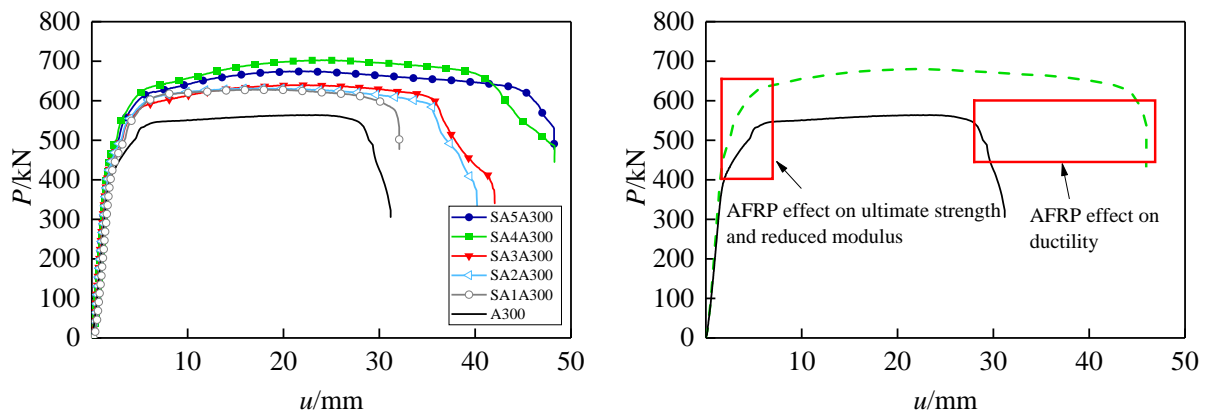 800
700
600
500
400
300
200
100
0
P/kN
10
20
30
40
50
u/mm
SA5A300
SA4A300
SA3A300
SA2A300
SA1A300
A300
800
700
600
500
400
300
200
100
0
P/kN
AFRP effect on ultimate strength
and reduced modulus
AFRP effect on
ductility
10
20
30
40
50
u/mm